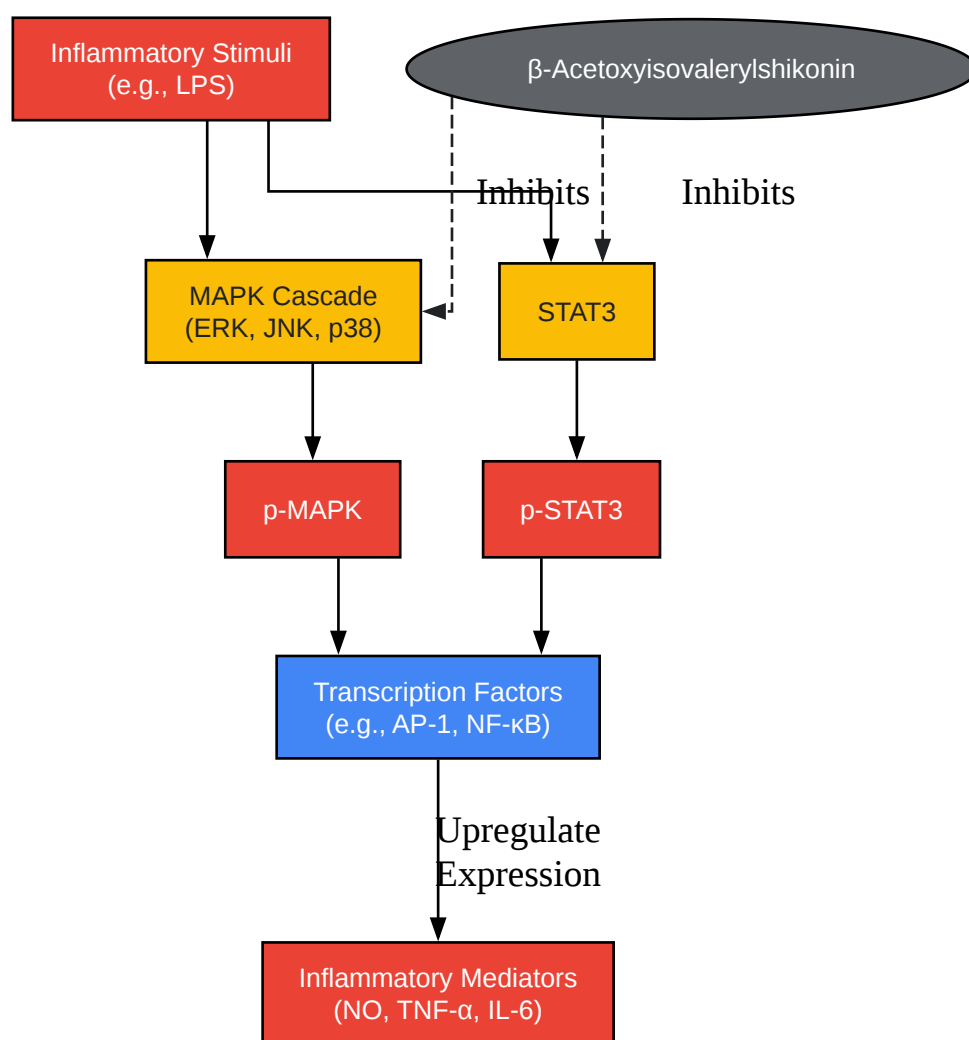 Inflammatory Stimuli
(e.g., LPS)
β-Acetoxyisovalerylshikonin
Inhibits
Inhibits
MAPK Cascade
(ERK, JNK, p38)
STAT3
p-MAPK
p-STAT3
Transcription Factors
(e.g., AP-1, NF-κB)
Upregulate
Expression
Inflammatory Mediators
(NO, TNF-α, IL-6)